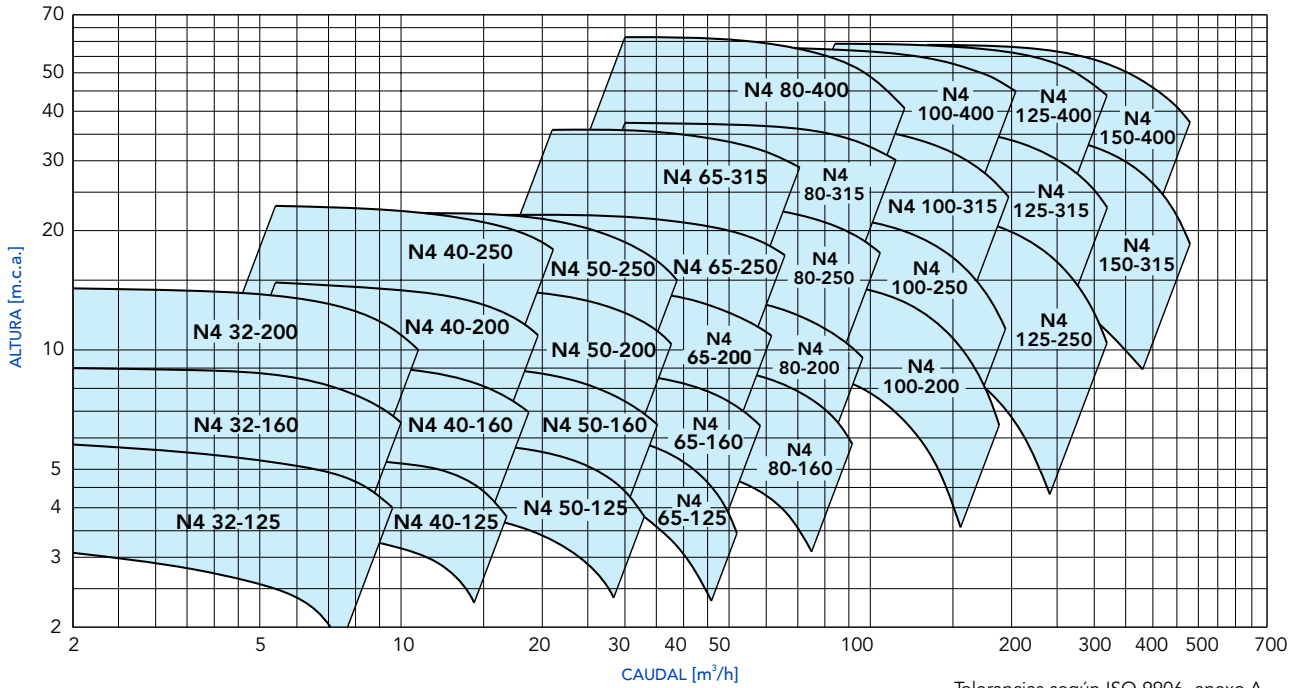 70
50
40
30
20
10
5
4
3
2
ALTURA [m.c.a.]
N4 80-400
N4
100-400
N4
125-400
N4
150-400
N4 65-315
N4
80-315
N4 100-315
N4
125-315
N4
150-315
N4 40-250
N4 50-250
N4 65-250
N4
80-250
N4
100-250
N4
125-250
N4 32-200
N4 40-200
N4 50-200
N4
65-200
N4
80-200
N4
100-200
N4 32-160
N4 40-160
N4 50-160
N4
65-160
N4
80-160
N4 32-125
N4 40-125
N4 50-125
N4
65-125
2 5 10 20 30 40 50 100 200 300 400 500 700
CAUDAL [m³/h]
Tolerancias según ISO 9906, anexo A